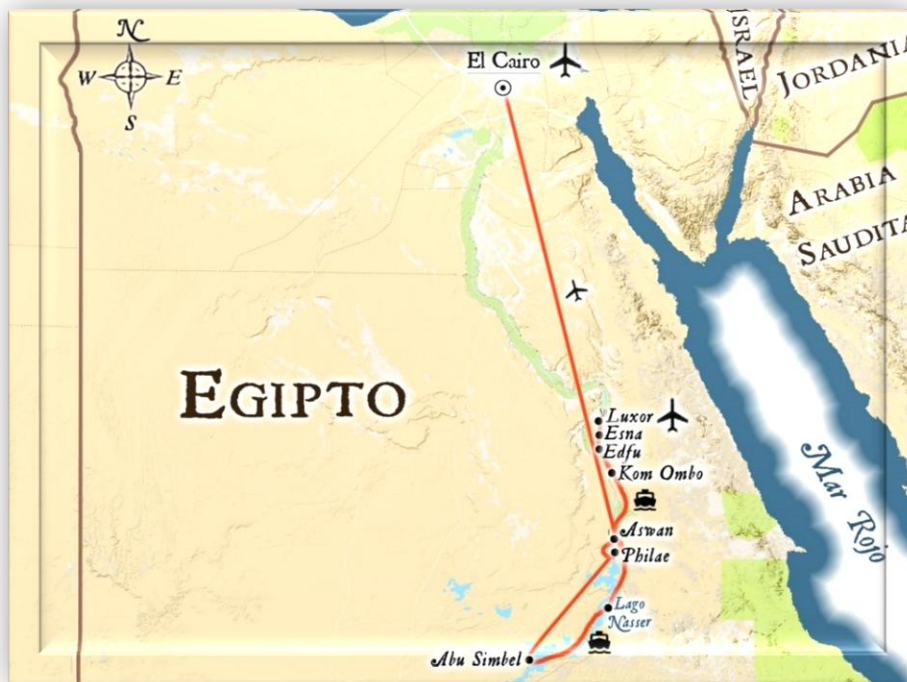 N
W E
S
El Cairo
ISRAEL
JORDANIA
ARABIA
SAUDITA
EGIPTO
Luxor
Esna
Edfu
Kom Ombo
Mar Rojo
Aswan
Philae
Lago
Nasser
Abu Simbel